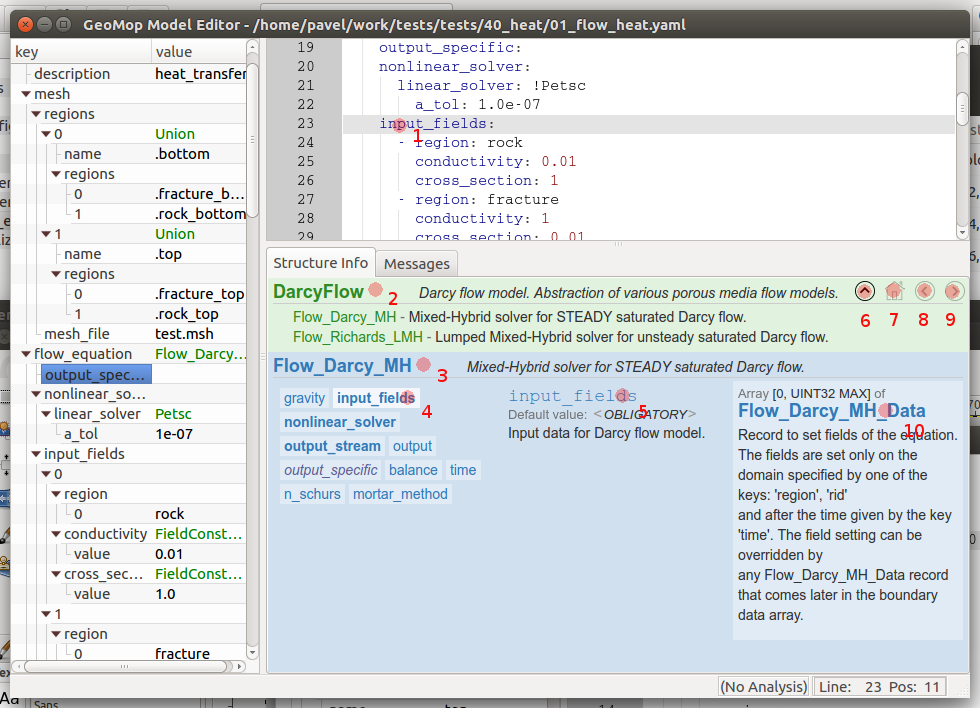 GeoMop Model Editor - /home/pavel/work/tests/tests/40_heat/01_flow_heat.yaml
key value
description heat_transfer
mesh
regions
0 Union
name .bottom
regions
0 .fracture_b...
1 .rock_bottom
1 Union
name .top
regions
0 .fracture_top
1 .rock_top
mesh_file test.msh
flow_equation Flow_Darcy...
output_spec...
nonlinear_so...
linear_solver Petsc
a_tol 1e-07
input_fields
0
region
0 rock
conductivity FieldConst...
value 0.01
cross_sec... FieldConst...
value 1.0
1
region
0 fracture
19 output_specific:
20 nonlinear_solver:
21 linear_solver: !Petsc
22 a_tol: 1.0e-07
23 input_fields:
1
24 - region: rock
25 conductivity: 0.01
26 cross_section: 1
27 - region: fracture
28 conductivity: 1
29 cross_section: 0.01
Structure Info Messages
DarcyFlow 2 Darcy flow model. Abstraction of various porous media flow models.
6 7 8 9
Flow_Darcy_MH - Mixed-Hybrid solver for STEADY saturated Darcy flow.
Flow_Richards_LMH - Lumped Mixed-Hybrid solver for unsteady saturated Darcy flow.
Flow_Darcy_MH 3 Mixed-Hybrid solver for STEADY saturated Darcy flow.
gravity input_fields 4
nonlinear_solver
output_stream output
output_specific balance time
n_schurs mortar_method
input_fields
5
Default value: <OBLIGATORY>
Input data for Darcy flow model.
Array [0, UINT32 MAX] of
Flow_Darcy_MH_Data
10
Record to set fields of the equation.
The fields are set only on the
domain specified by one of the
keys: 'region', 'rid'
and after the time given by the key
'time'. The field setting can be
overridden by
any Flow_Darcy_MH_Data record
that comes later in the boundary
data array.
(No Analysis) Line: 23 Pos: 11
Aa Sans